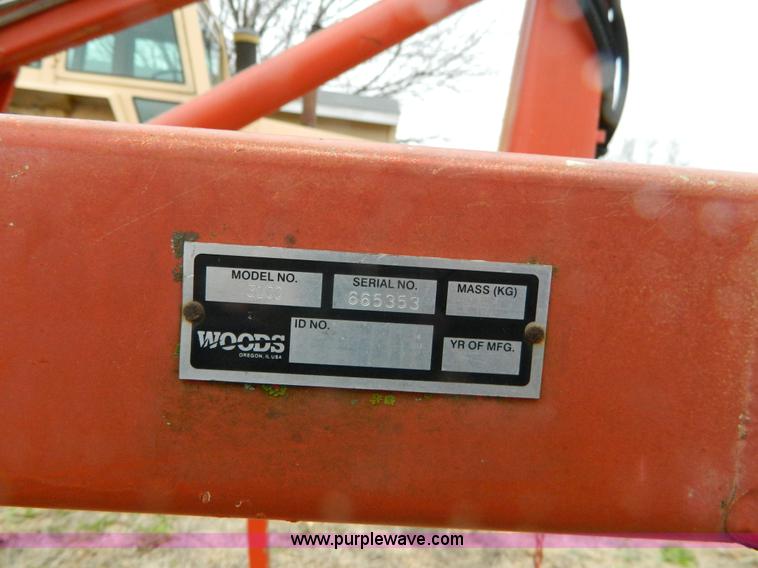 MODEL NO.
SERIAL NO.
665353
MASS (KG)
WOODS
OREGON, IL USA
ID NO.
YR OF MFG.
www.purplewave.com